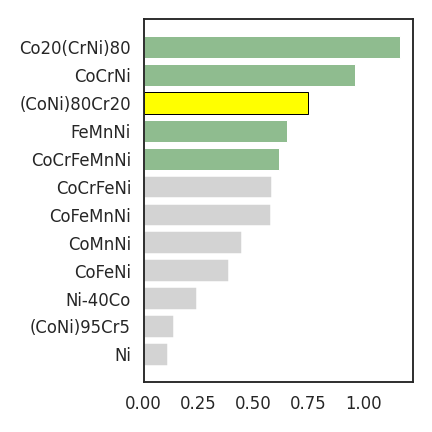 Co20(CrNi)80
CoCrNi
(CoNi)80Cr20
FeMnNi
CoCrFeMnNi
CoCrFeNi
CoFeMnNi
CoMnNi
CoFeNi
Ni-40Co
(CoNi)95Cr5
Ni
0.00 0.25 0.50 0.75 1.00